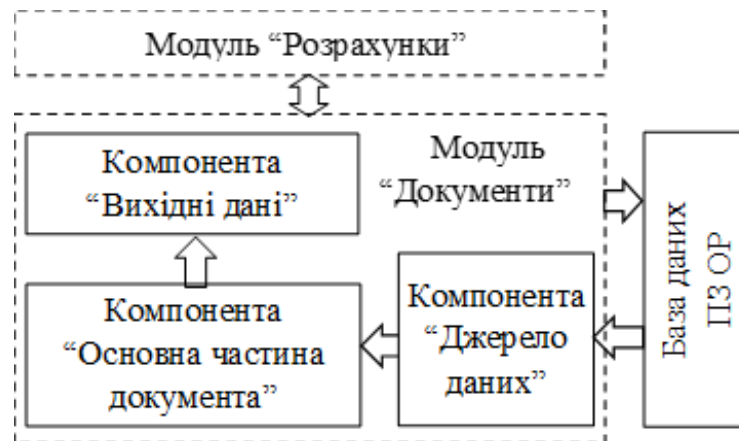 Модуль “Розрахунки”
Компонента
“Вихідні дані”
Модуль
“Документи”
Компонента
“Основна частина
документа”
Компонента
“Джерело
даних”
База даних
ПЗ ОР